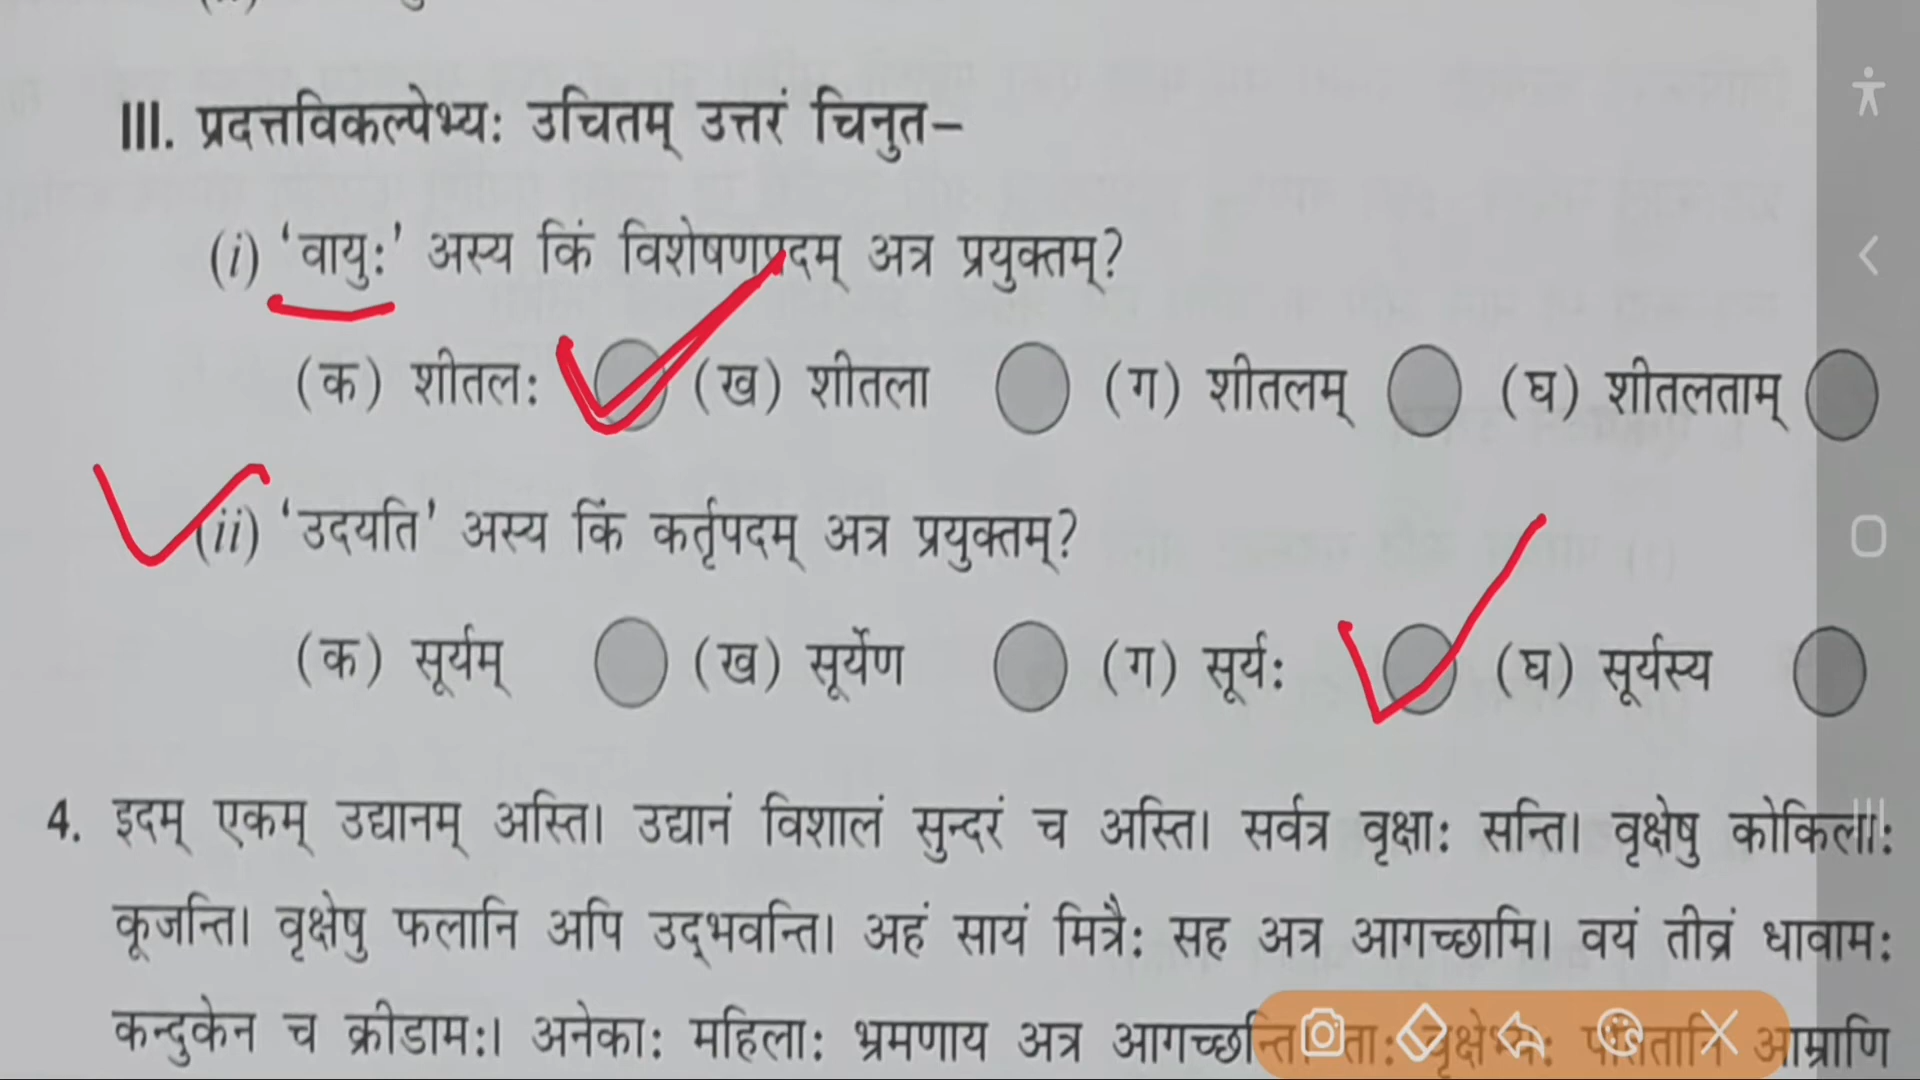 III. प्रदत्तविकल्पेभ्यः उचितम् उत्तरं चिनुत–
(i) 'वायुः' अस्य किं विशेषणपदम् अत्र प्रयुक्तम्?
(क) शीतलः (ख) शीतला (ग) शीतलम् (घ) शीतलताम्
(ii) 'उदयति' अस्य किं कर्तृपदम् अत्र प्रयुक्तम्?
(क) सूर्यम् (ख) सूर्येण (ग) सूर्यः (घ) सूर्यस्य
4. इदम् एकम् उद्यानम् अस्ति। उद्यानं विशालं सुन्दरं च अस्ति। सर्वत्र वृक्षाः सन्ति। वृक्षेषु कोकिलाः
कूजन्ति। वृक्षेषु फलानि अपि उद्भवन्ति। अहं सायं मित्रैः सह अत्र आगच्छामि। वयं तीव्रं धावामः
कन्दुकेन च क्रीडामः। अनेकाः महिलाः भ्रमणाय अत्र आगच्छन्ति ताः वृक्षेभ्यः पतितानि आम्राणि